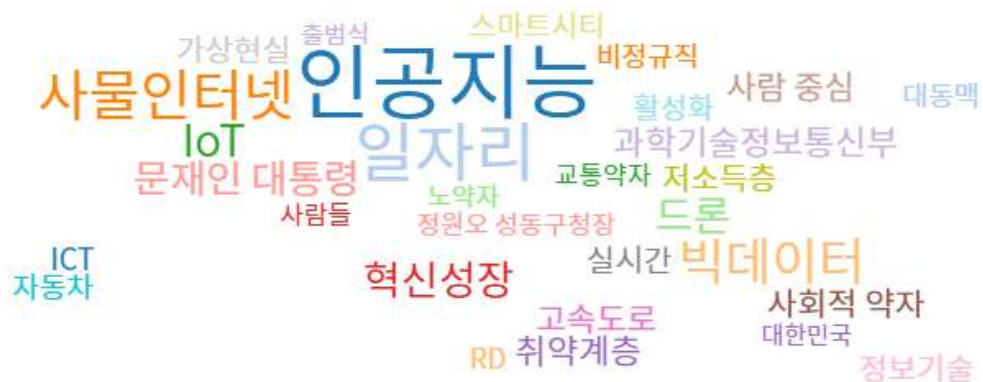 출범식
스마트시티
가상현실
인공지능
비정규직
사물인터넷
사람 중심
대동맥
활성화
IoT
일자리
과학기술정보통신부
문재인 대통령
교통약자
저소득층
노약자
사람들
정원오 성동구청장
드론
ICT
실시간
빅데이터
자동차
혁신성장
사회적 약자
고속도로
대한민국
RD
취약계층
정보기술